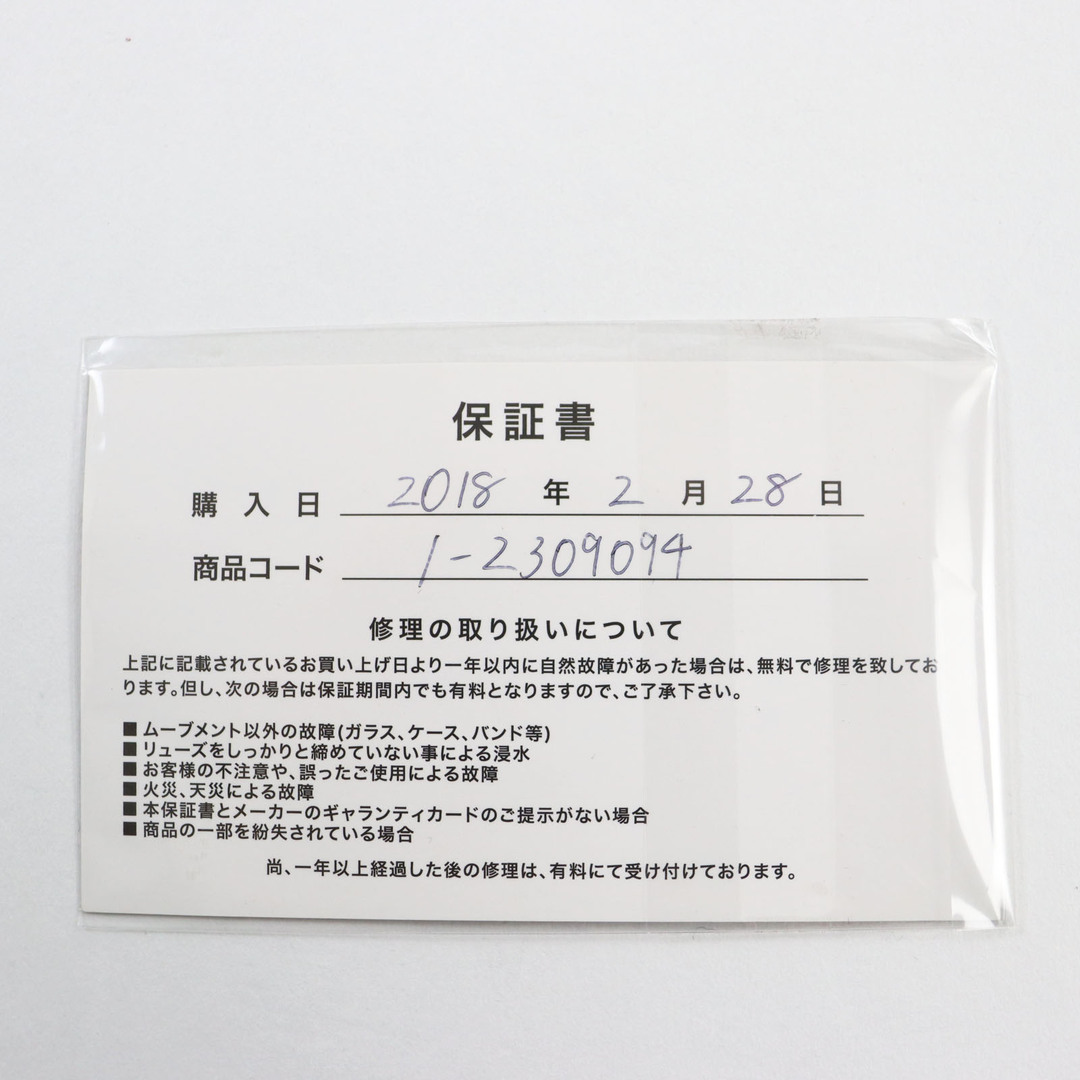 保証書
購入日 2018年2月28日
商品コード 1-2309094
修理の取り扱いについて
上記に記載されているお買い上げ日より一年以内に自然故障があった場合は、無料で修理を致してお
ります。但し、次の場合は保証期間内でも有料となりますので、ご了承下さい。
■ムーブメント以外の故障(ガラス、ケース、バンド等)
■リューズをしっかりと締めていない事による浸水
■お客様の不注意や、誤ったご使用による故障
■火災、天災による故障
■本保証書とメーカーのギャランティカードのご提示がない場合
■商品の一部を紛失されている場合
尚、一年以上経過した後の修理は、有料にて受け付けております。